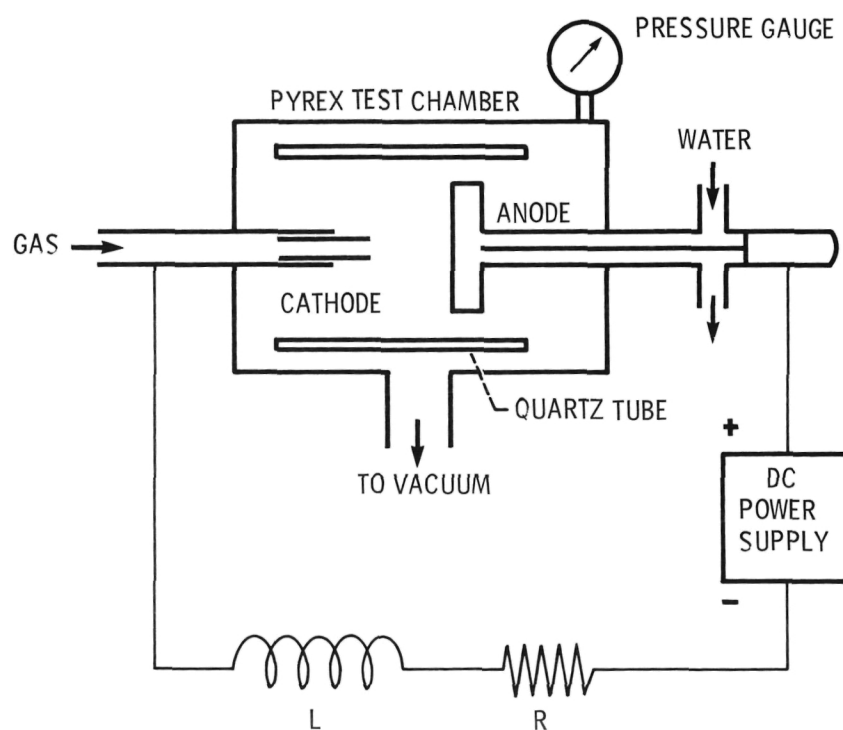 PRESSURE GAUGE
PYREX TEST CHAMBER
WATER
ANODE
GAS
CATHODE
QUARTZ TUBE
TO VACUUM
+
DC
POWER
SUPPLY
-
L
R